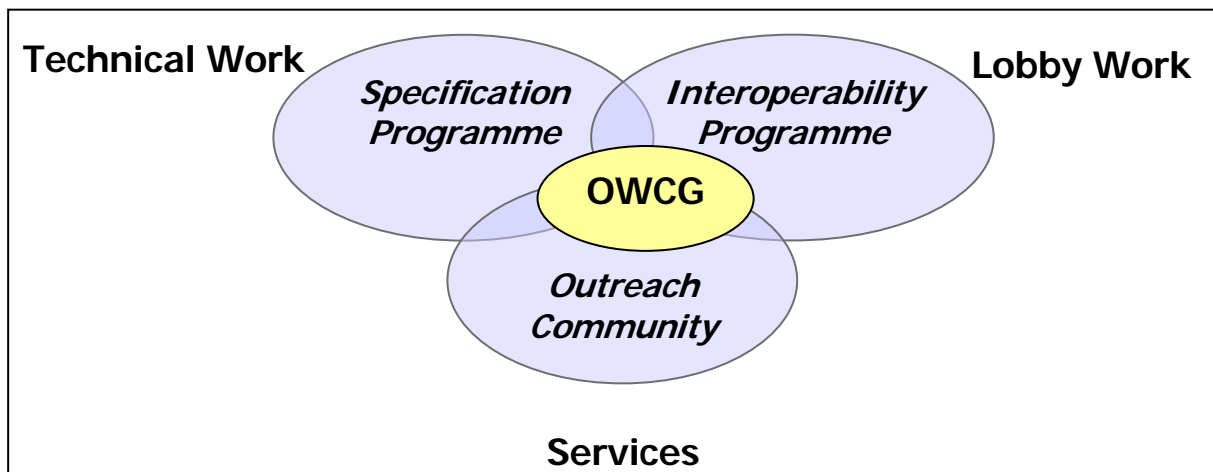 Technical Work
Lobby Work
Specification
Programme
Interoperability
Programme
OWCG
Outreach
Community
Services